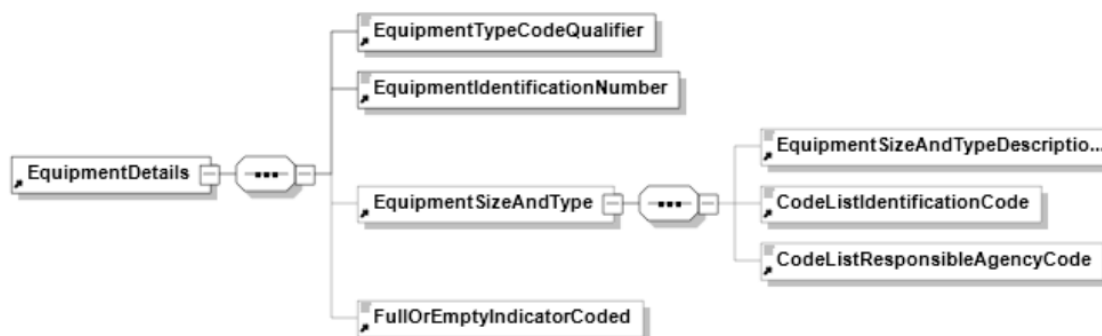 EquipmentTypeCodeQualifier
EquipmentIdentificationNumber
EquipmentDetails
EquipmentSizeAndType
EquipmentSizeAndTypeDescriptio...
CodeListIdentificationCode
CodeListResponsibleAgencyCode
FullOrEmptyIndicatorCoded